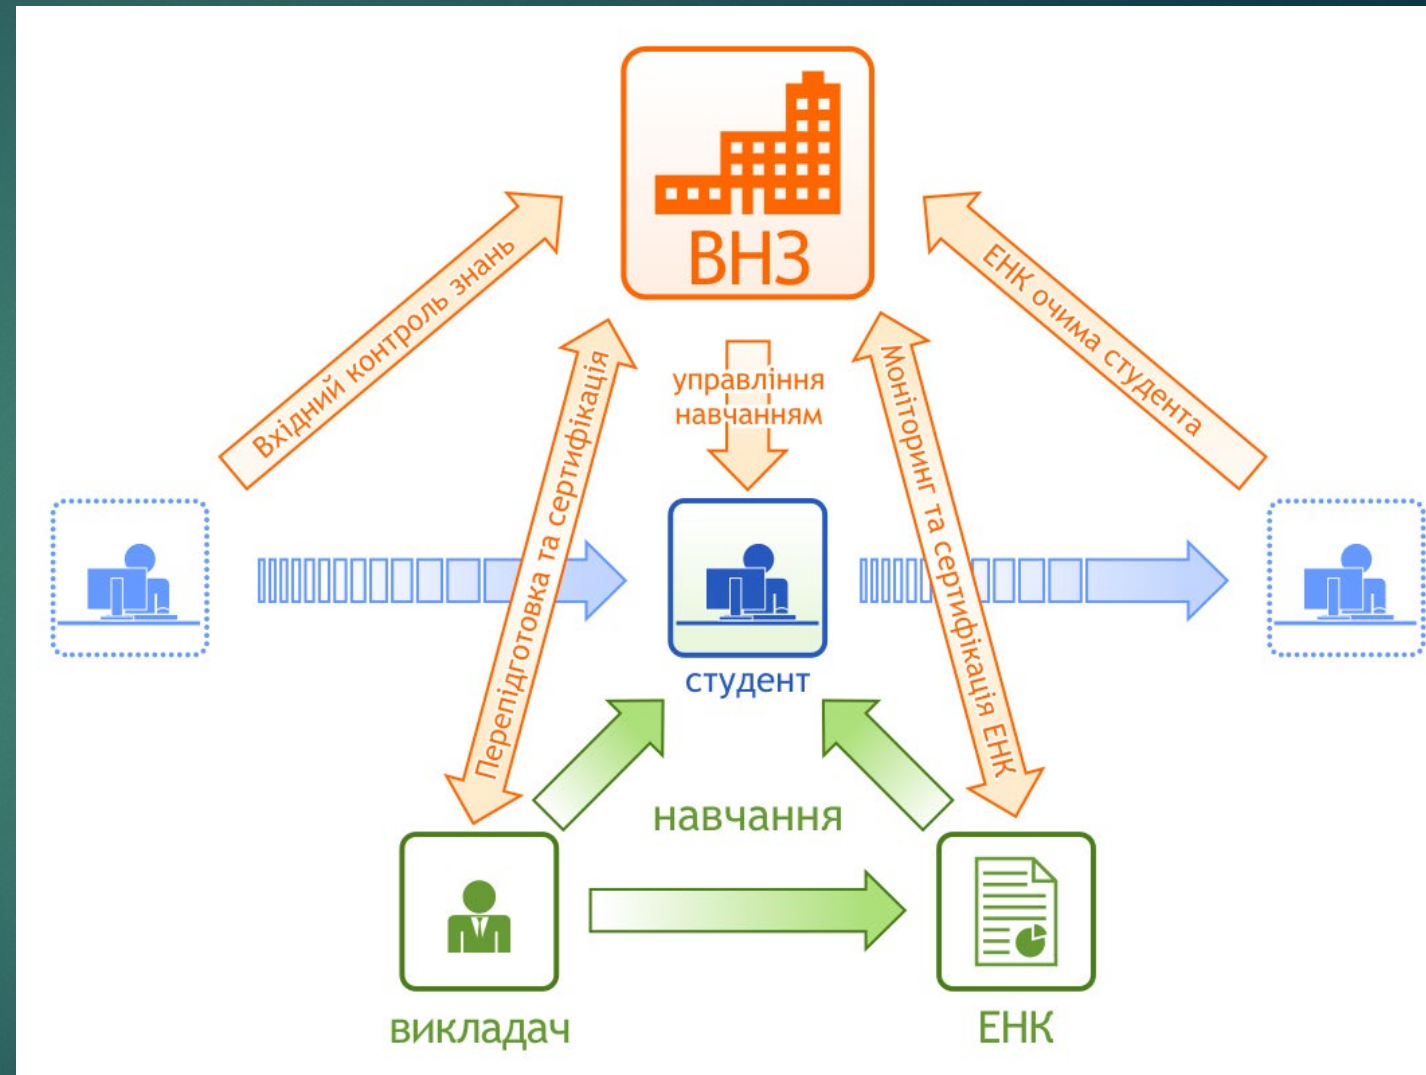 ВНЗ
Вхідний контроль знань
ЕНК очима студента
Перепідготовка та сертифікація
управління
навчанням
Моніторинг та сертифікація ЕНК
студент
навчання
викладач
ЕНК